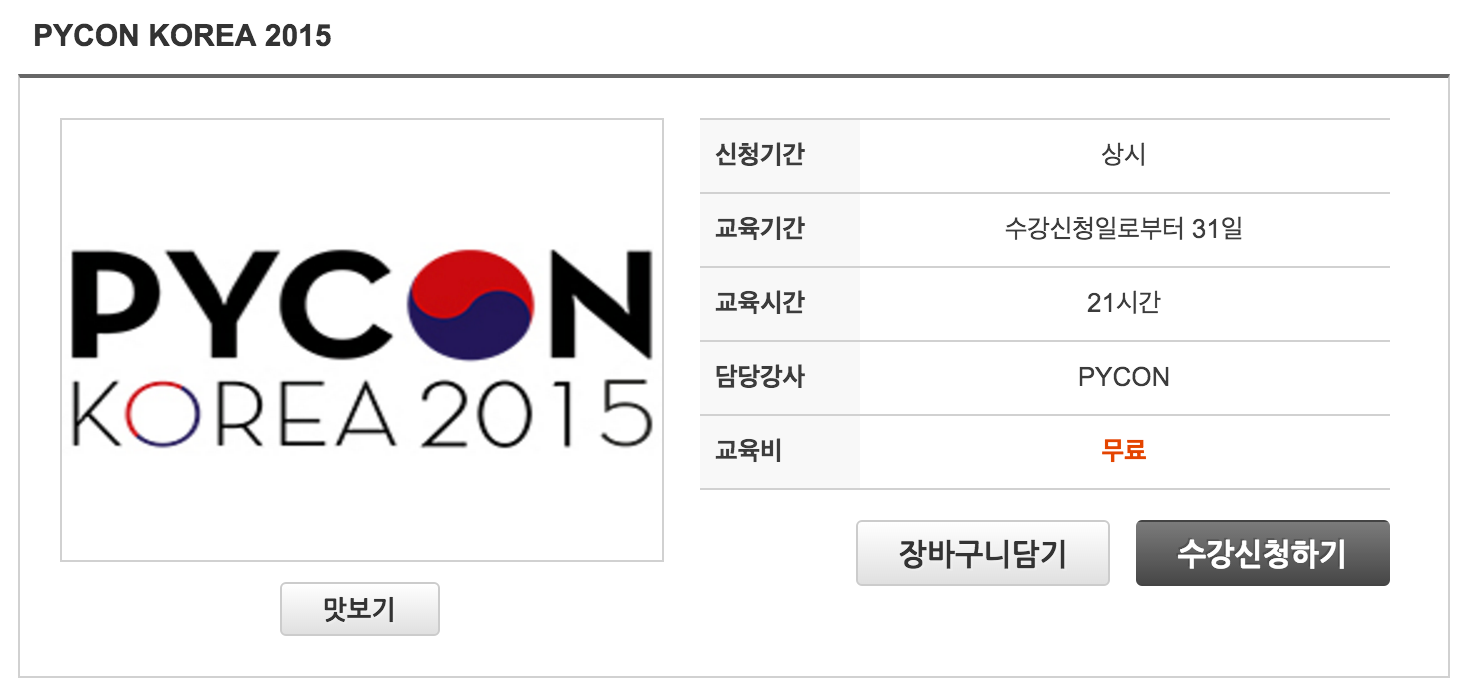 PYCON KOREA 2015
PYCON
KOREA 2015
맛보기
신청기간 상시
교육기간 수강신청일로부터 31일
교육시간 21시간
담당강사 PYCON
교육비 무료
장바구니담기 수강신청하기